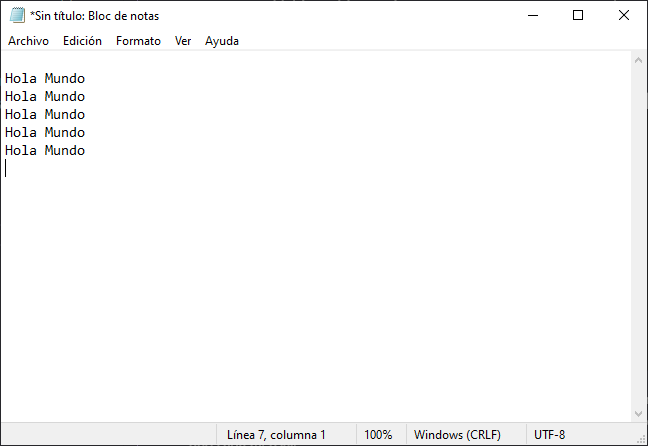 *Sin título: Bloc de notas
Archivo Edición Formato Ver Ayuda
Hola Mundo
Hola Mundo
Hola Mundo
Hola Mundo
Hola Mundo
Línea 7, columna 1 100% Windows (CRLF) UTF-8